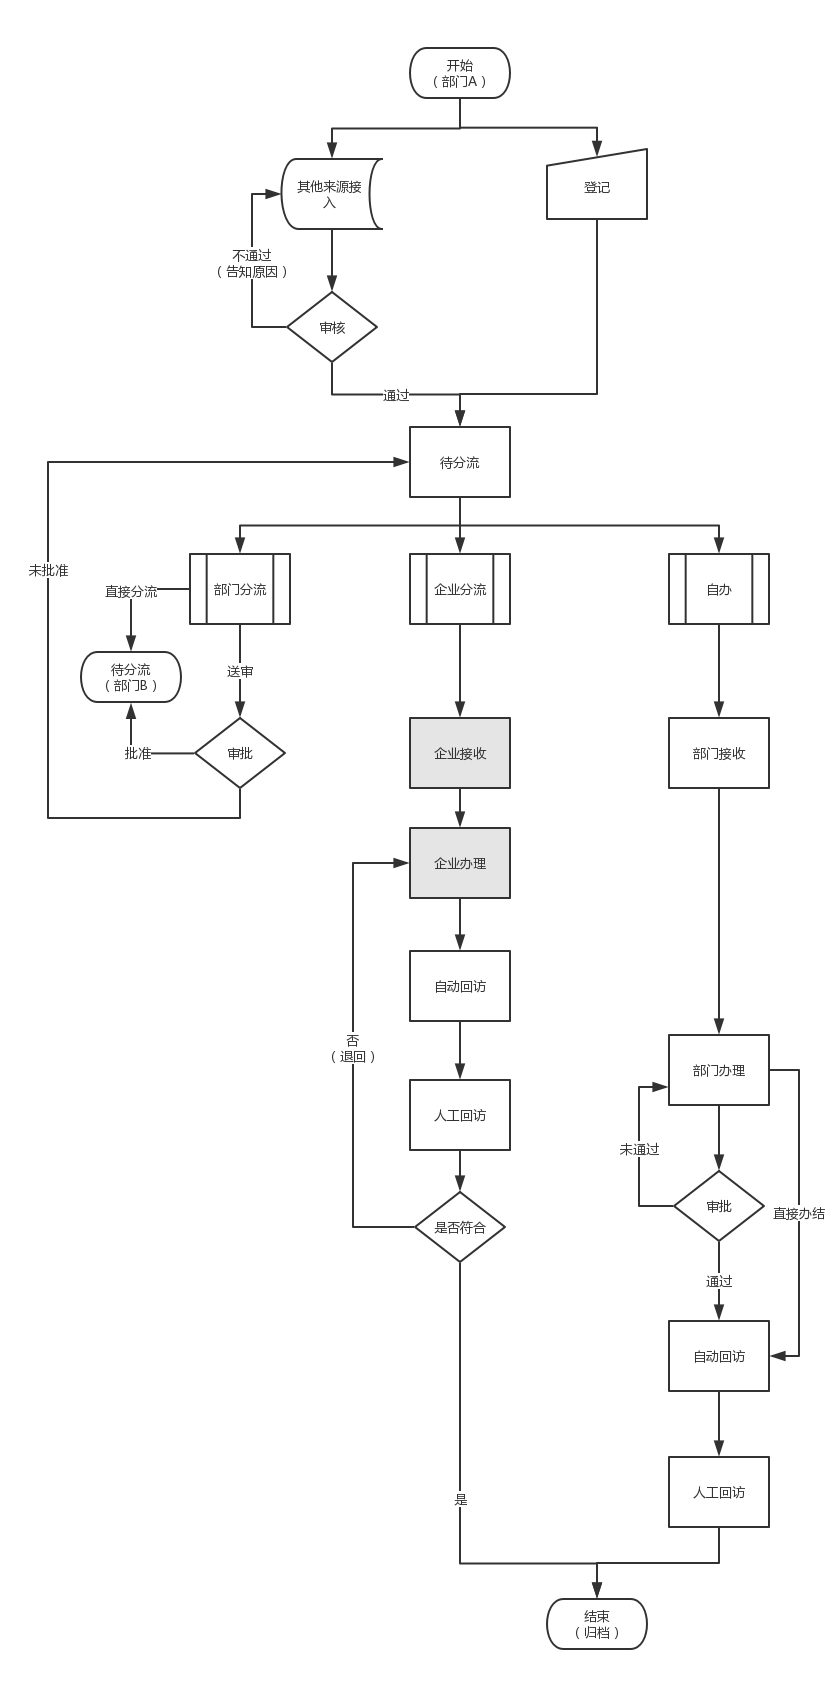 开始
（部门A）
其他来源接
入
登记
不通过
（告知原因）
审核
通过
待分流
未批准
直接分流
部门分流
企业分流
自办
待分流
（部门B）
送审
批准
审批
企业接收
部门接收
企业办理
自动回访
否
（退回）
部门办理
人工回访
未通过
审批
直接办结
是否符合
通过
自动回访
是
人工回访
结束
（归档）